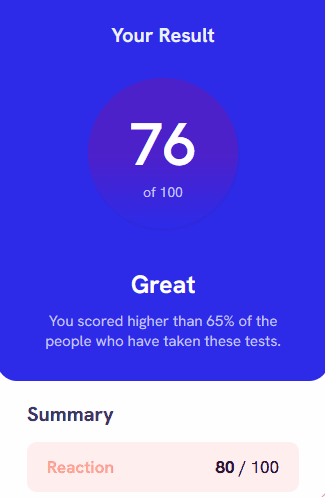 Your Result
76
of 100
Great
You scored higher than 65% of the
people who have taken these tests.
Summary
Reaction 80 / 100